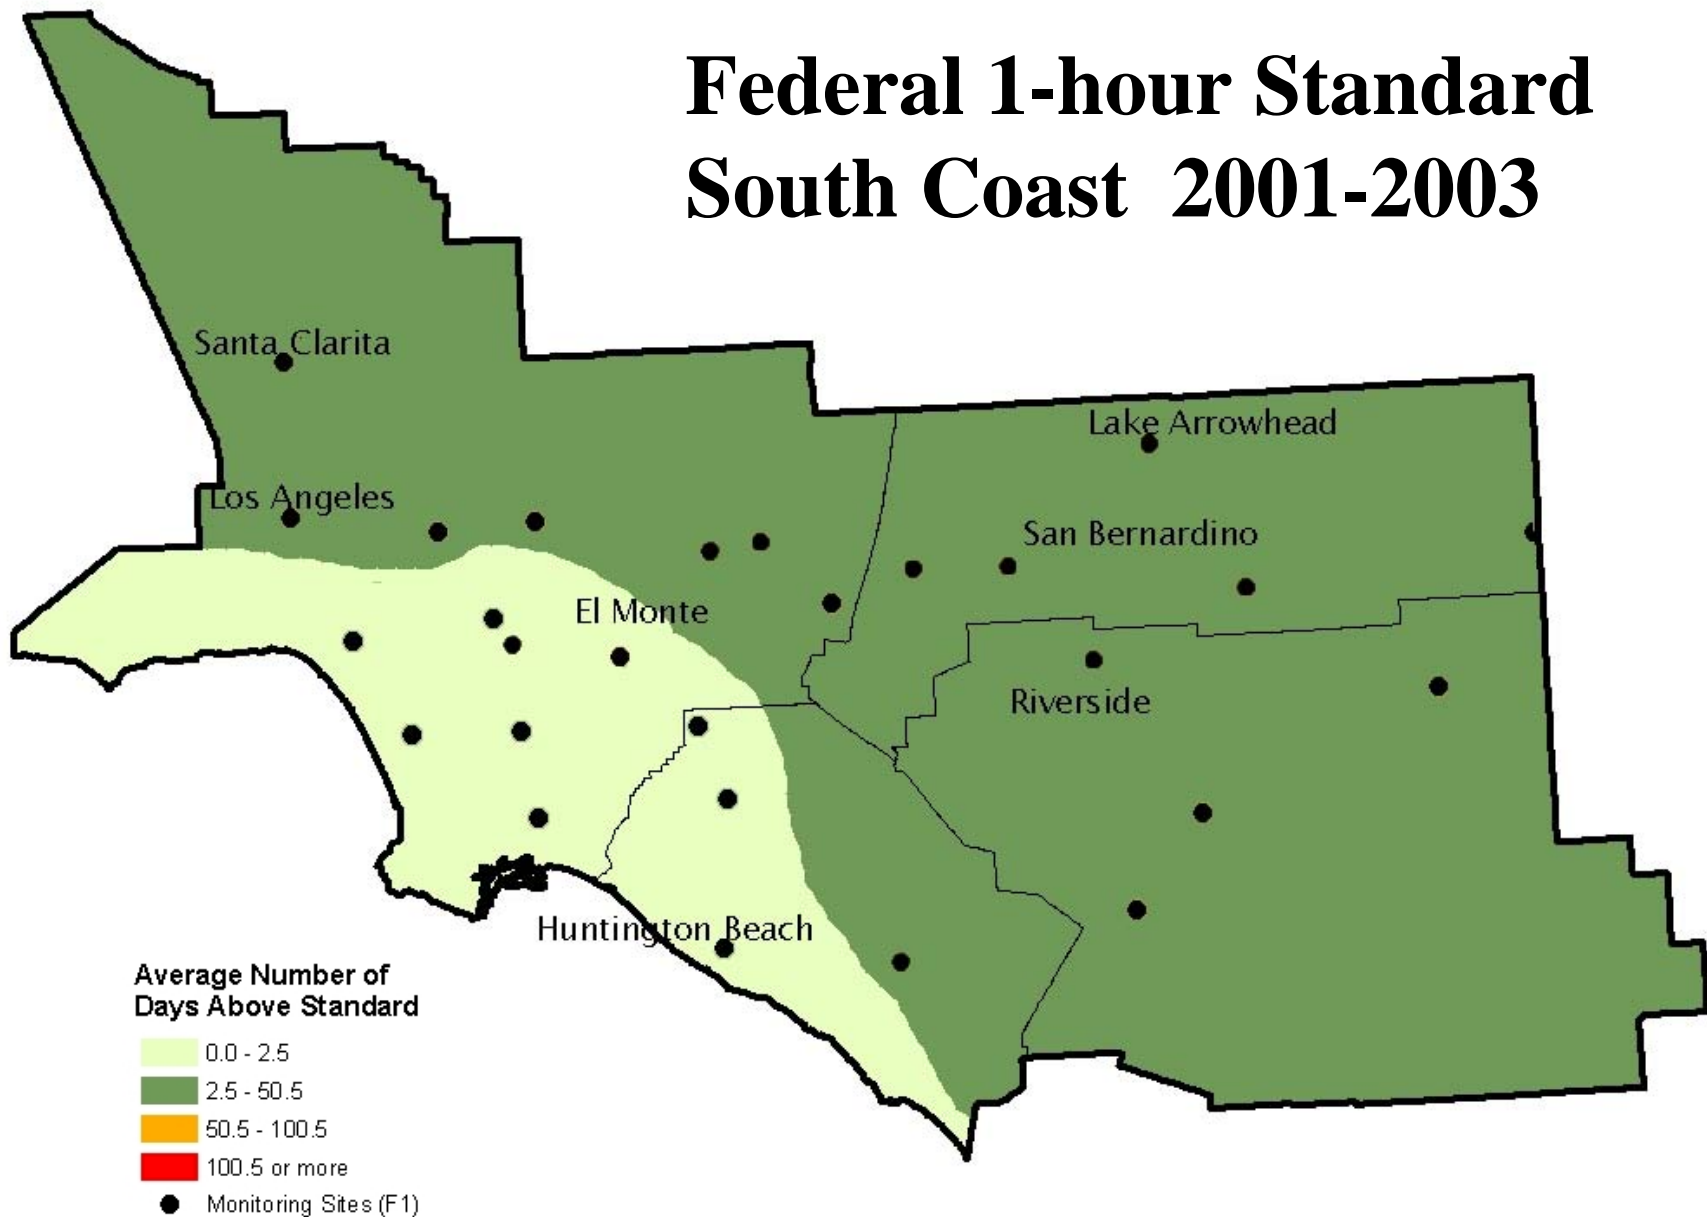 Federal 1-hour Standard
South Coast 2001-2003
Santa Clarita
Lake Arrowhead
Los Angeles
San Bernardino
El Monte
Riverside
Huntington Beach
Average Number of
Days Above Standard
0.0 - 2.5
2.5 - 50.5
50.5 - 100.5
100.5 or more
Monitoring Sites (F1)